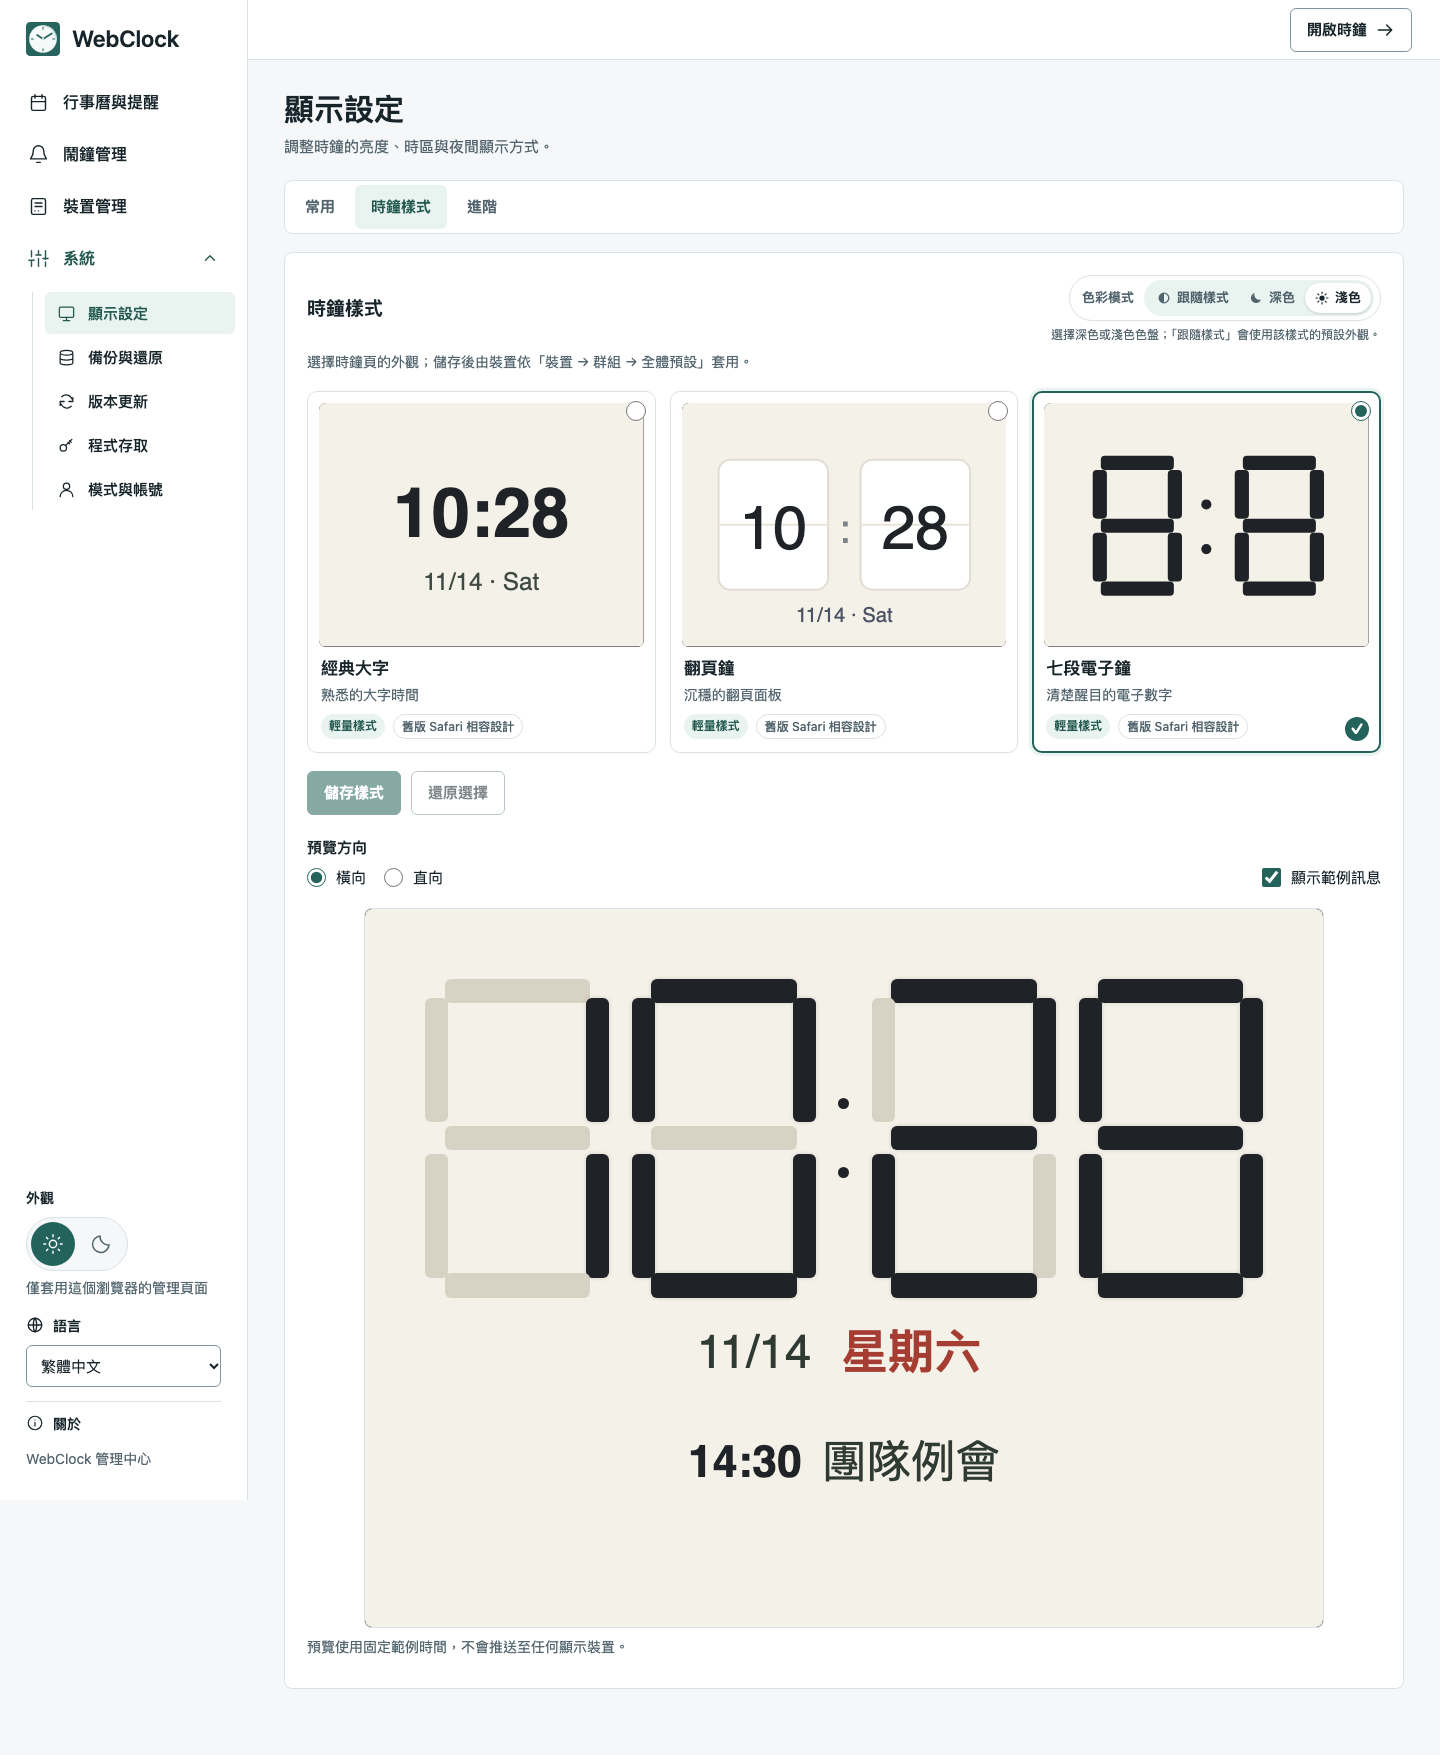 WebClock
開啟時鐘
行事曆與提醒
鬧鐘管理
裝置管理
系統
顯示設定
備份與還原
版本更新
程式存取
模式與帳號
外觀
僅套用這個瀏覽器的管理頁面
語言
繁體中文
關於
WebClock 管理中心
顯示設定
調整時鐘的亮度、時區與夜間顯示方式。
常用 時鐘樣式 進階
時鐘樣式
色彩模式 跟隨樣式 深色 淺色
選擇深色或淺色色盤；「跟隨樣式」會使用該樣式的預設外觀。
選擇時鐘頁的外觀；儲存後由裝置依「裝置 → 群組 → 全體預設」套用。
10:28
11/14 · Sat
經典大字
熟悉的大字時間
輕量樣式 舊版 Safari 相容設計
10 : 28
11/14 · Sat
翻頁鐘
沉穩的翻頁面板
輕量樣式 舊版 Safari 相容設計
8:8
七段電子鐘
清楚醒目的電子數字
輕量樣式 舊版 Safari 相容設計
儲存樣式 還原選擇
預覽方向
橫向 直向 顯示範例訊息
10:28
11/14 星期六
14:30 團隊例會
預覽使用固定範例時間，不會推送至任何顯示裝置。